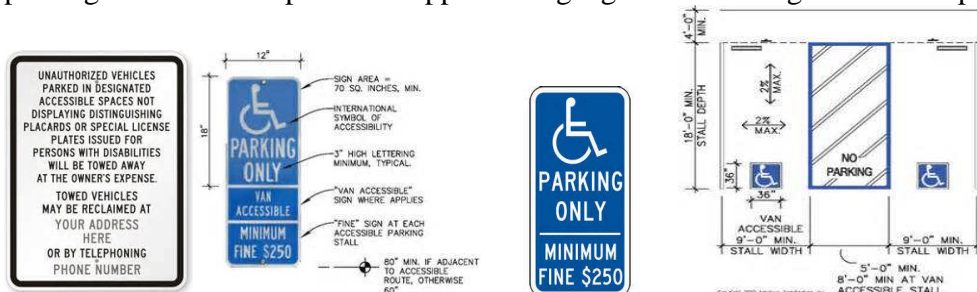 UNAUTHORIZED VEHICLES
PARKED IN DESIGNATED
ACCESSIBLE SPACES NOT
DISPLAYING DISTINGUISHING
PLACARDS OR SPECIAL LICENSE
PLATES ISSUED FOR
PERSONS WITH DISABILITIES
WILL BE TOWED AWAY
AT THE OWNER'S EXPENSE.
TOWED VEHICLES
MAY BE RECLAIMED AT
YOUR ADDRESS
HERE
OR BY TELEPHONING
PHONE NUMBER
12"
18"
PARKING
ONLY
VAN
ACCESSIBLE
MINIMUM
FINE $250
SIGN AREA =
70 SQ. INCHES, MIN.
INTERNATIONAL
SYMBOL OF
ACCESSIBILITY
3" HIGH LETTERING
MINIMUM, TYPICAL.
"VAN ACCESSIBLE"
SIGN WHERE APPLIES
"FINE" SIGN AT EACH
ACCESSIBLE PARKING
STALL
80" MIN. IF ADJACENT
TO ACCESSIBLE
ROUTE, OTHERWISE
60"
PARKING
ONLY
MINIMUM
FINE $250
4'-0" MIN.
18'-0" MIN.
STALL DEPTH
2%
MAX.
2%
MAX.
NO
PARKING
36"
36"
VAN
ACCESSIBLE
9'-0" MIN.
STALL WIDTH
9'-0" MIN.
STALL WIDTH
5'-0" MIN.
8'-0" MIN AT VAN
ACCESSIBLE STALL